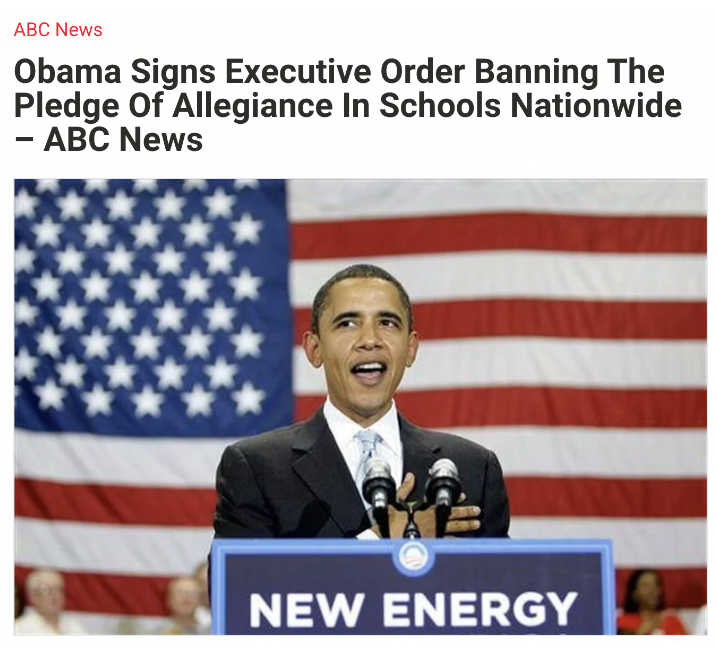 ABC News
Obama Signs Executive Order Banning The
Pledge Of Allegiance In Schools Nationwide
– ABC News
NEW ENERGY